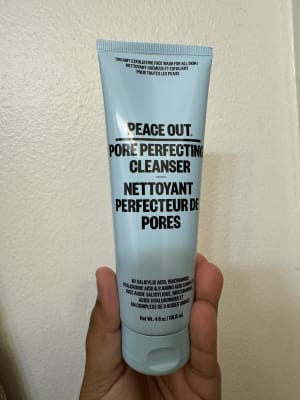 CREAMY EXFOLIATING FACE WASH FOR ALL SKIN /
NETTOYANT CRÉMEUX ET EXFOLIANT
POUR TOUTES LES PEAUX
PEACE OUT.
PORE PERFECTING
CLEANSER
NETTOYANT
PERFECTEUR DE
PORES
W/ SALICYLIC ACID, NIACINAMIDE,
HYALURONIC ACID & 8 AMINO ACID COMPLEX /
AVEC ACIDE SALICYLIQUE, NIACINAMIDE,
ACIDE HYALURONIQUE ET
UN COMPLEXE DE 8 ACIDES AMINÉS
Net Wt. 4 fl oz /